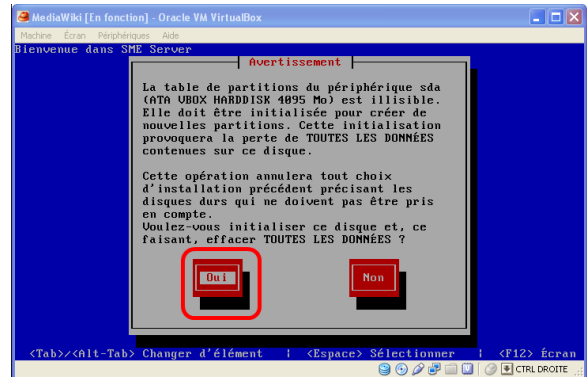 MediaWiki [En fonction] - Oracle VM VirtualBox
Machine Écran Périphériques Aide
Bienvenue dans SME Server
Avertissement
La table de partitions du périphérique sda
(ATA VBOX HARDDISK 4095 Mo) est illisible.
Elle doit être initialisée pour créer de
nouvelles partitions. Cette initialisation
provoquera la perte de TOUTES LES DONNÉES
contenues sur ce disque.
Cette opération annulera tout choix
d'installation précédent précisant les
disques durs qui ne doivent pas être pris
en compte.
Voulez-vous initialiser ce disque et, ce
faisant, effacer TOUTES LES DONNÉES ?
Oui Non
<Tab>/<Alt-Tab> Changer d'élément | <Espace> Sélectionner | <F12> Écran
CTRL DROITE